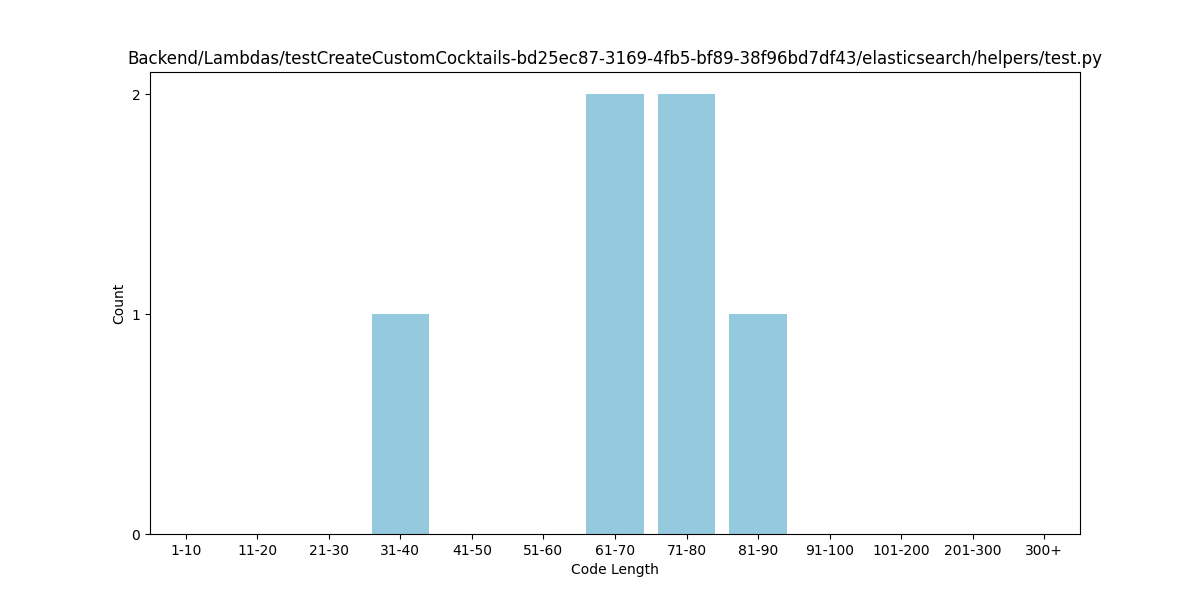 Backend/Lambdas/testCreateCustomCocktails-bd25ec87-3169-4fb5-bf89-38f96bd7df43/elasticsearch/helpers/test.py
2
1
0
Count
1-10 11-20 21-30 31-40 41-50 51-60 61-70 71-80 81-90 91-100 101-200 201-300 300+
Code Length